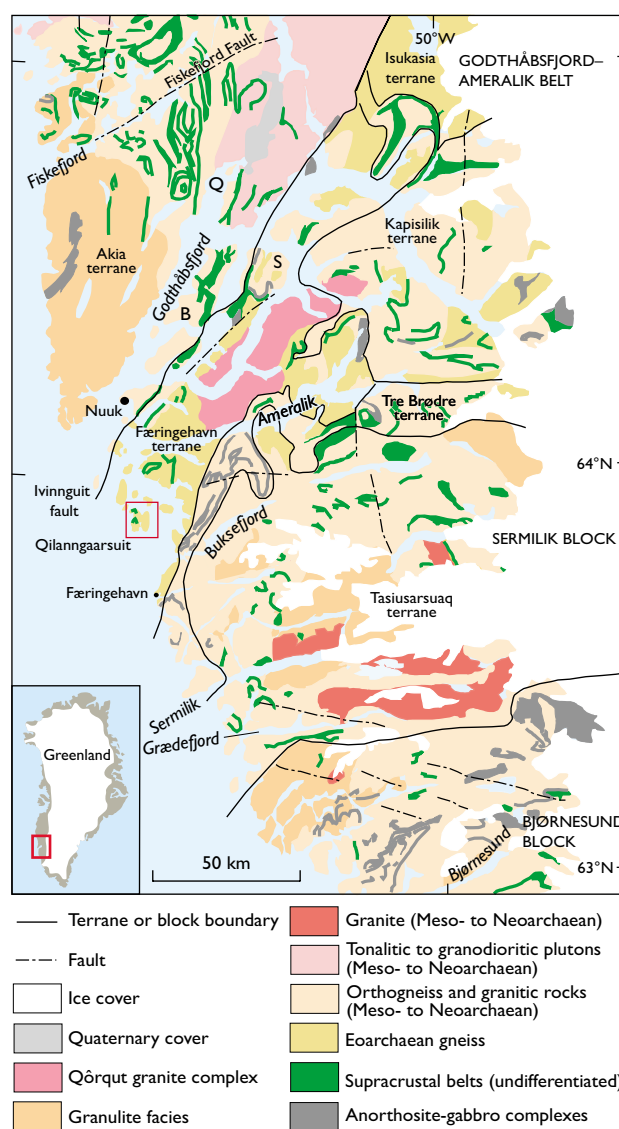 50°W
Fiskefjord Fault
Isukasia
terrane
GODTHÅBSFJORD–
AMERALIK BELT
Fiskefjord
Q
Kapisilik
terrane
Akia
terrane
Godthåbsfjord
S
B
Nuuk
Ameralik
Tre Brødre
terrane
Færingehavn
terrane
64°N
Ivinnguit
fault
Buksefjord
Qilanngaarsuit
SERMILIK BLOCK
Færingehavn
Tasiusarsuaq
terrane
Sermilik
Greenland
Grædefjord
BJØRNESUND
BLOCK
Bjørnesund
50 km
63°N
Terrane or block boundary
Fault
Ice cover
Quaternary cover
Qôrqut granite complex
Granulite facies
Granite (Meso- to Neoarchaean)
Tonalitic to granodioritic plutons
(Meso- to Neoarchaean)
Orthogneiss and granitic rocks
(Meso- to Neoarchaean)
Eoarchaean gneiss
Supracrustal belts (undifferentiated)
Anorthosite-gabbro complexes